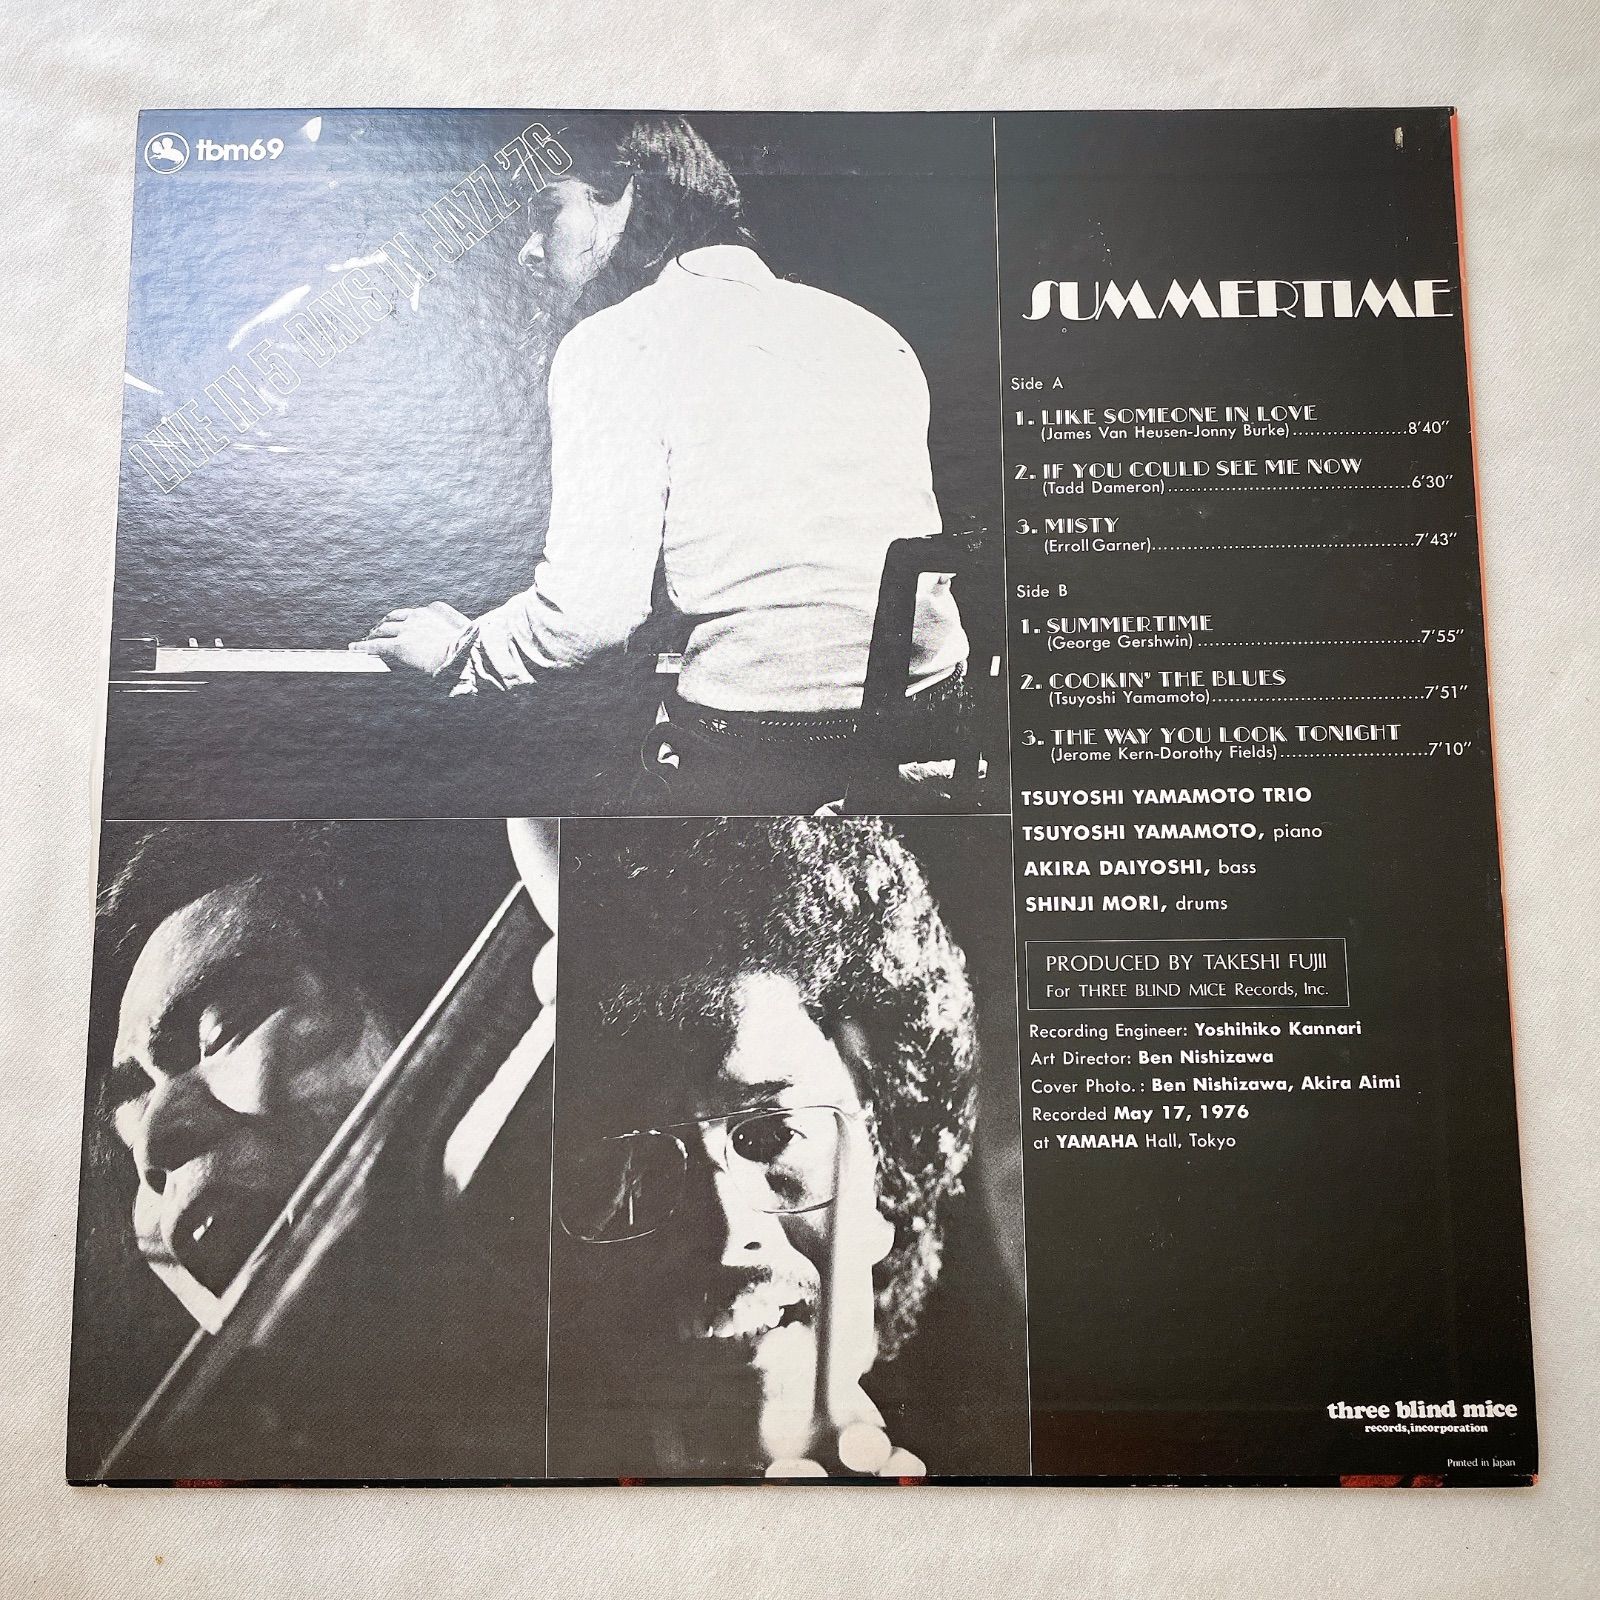 tbm69
LIVE IN 5 DAYS IN JAZZ '76
SUMMERTIME
Side A
1. LIKE SOMEONE IN LOVE
(James Van Heusen-Jonny Burke)...................8'40"
2. IF YOU COULD SEE ME NOW
(Tadd Dameron).........................................6'30"
3. MISTY
(Erroll Garner).............................................7'43"
Side B
1. SUMMERTIME
(George Gershwin)......................................7'55"
2. COOKIN' THE BLUES
(Tsuyoshi Yamamoto)....................................7'51"
3. THE WAY YOU LOOK TONIGHT
(Jerome Kern-Dorothy Fields).........................7'10"
TSUYOSHI YAMAMOTO TRIO
TSUYOSHI YAMAMOTO, piano
AKIRA DAIYOSHI, bass
SHINJI MORI, drums
PRODUCED BY TAKESHI FUJII
For THREE BLIND MICE Records, Inc.
Recording Engineer: Yoshihiko Kannari
Art Director: Ben Nishizawa
Cover Photo. : Ben Nishizawa, Akira Aimi
Recorded May 17, 1976
at YAMAHA Hall, Tokyo
three blind mice
records,incorporation
Printed in Japan